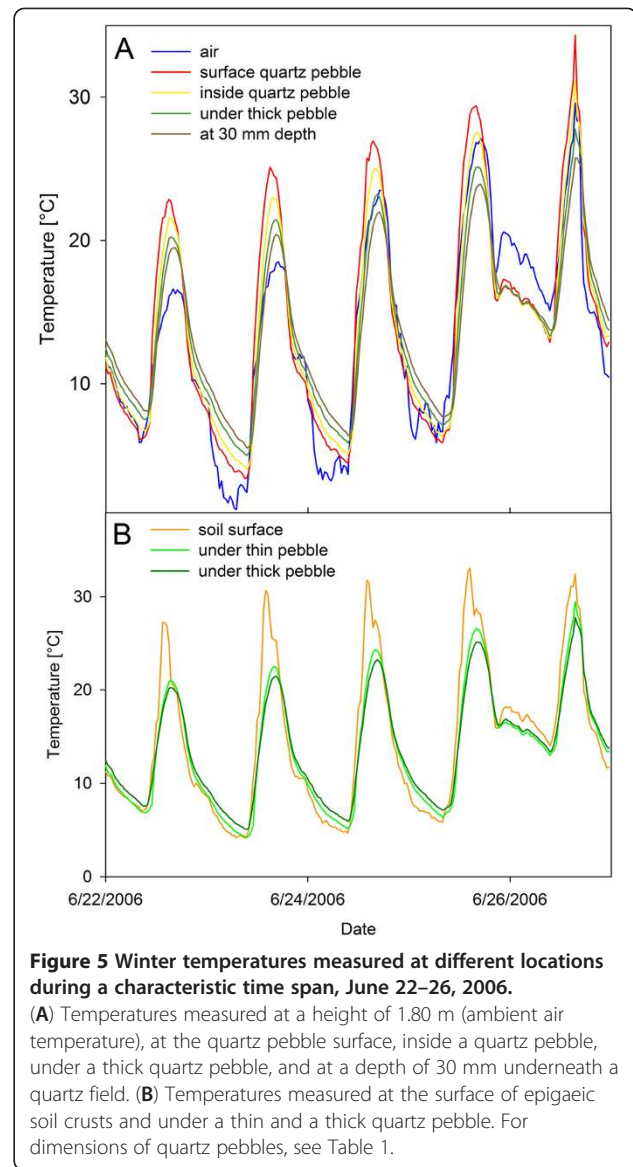 A
air
surface quartz pebble
inside quartz pebble
under thick pebble
at 30 mm depth
30
20
10
Temperature [°C]
B
soil surface
under thin pebble
under thick pebble
30
20
10
0
Temperature [°C]
6/22/2006
6/24/2006
6/26/2006
Date
Figure 5 Winter temperatures measured at different locations
during a characteristic time span, June 22–26, 2006.
(A) Temperatures measured at a height of 1.80 m (ambient air
temperature), at the quartz pebble surface, inside a quartz pebble,
under a thick quartz pebble, and at a depth of 30 mm underneath a
quartz field. (B) Temperatures measured at the surface of epigaeic
soil crusts and under a thin and a thick quartz pebble. For
dimensions of quartz pebbles, see Table 1.